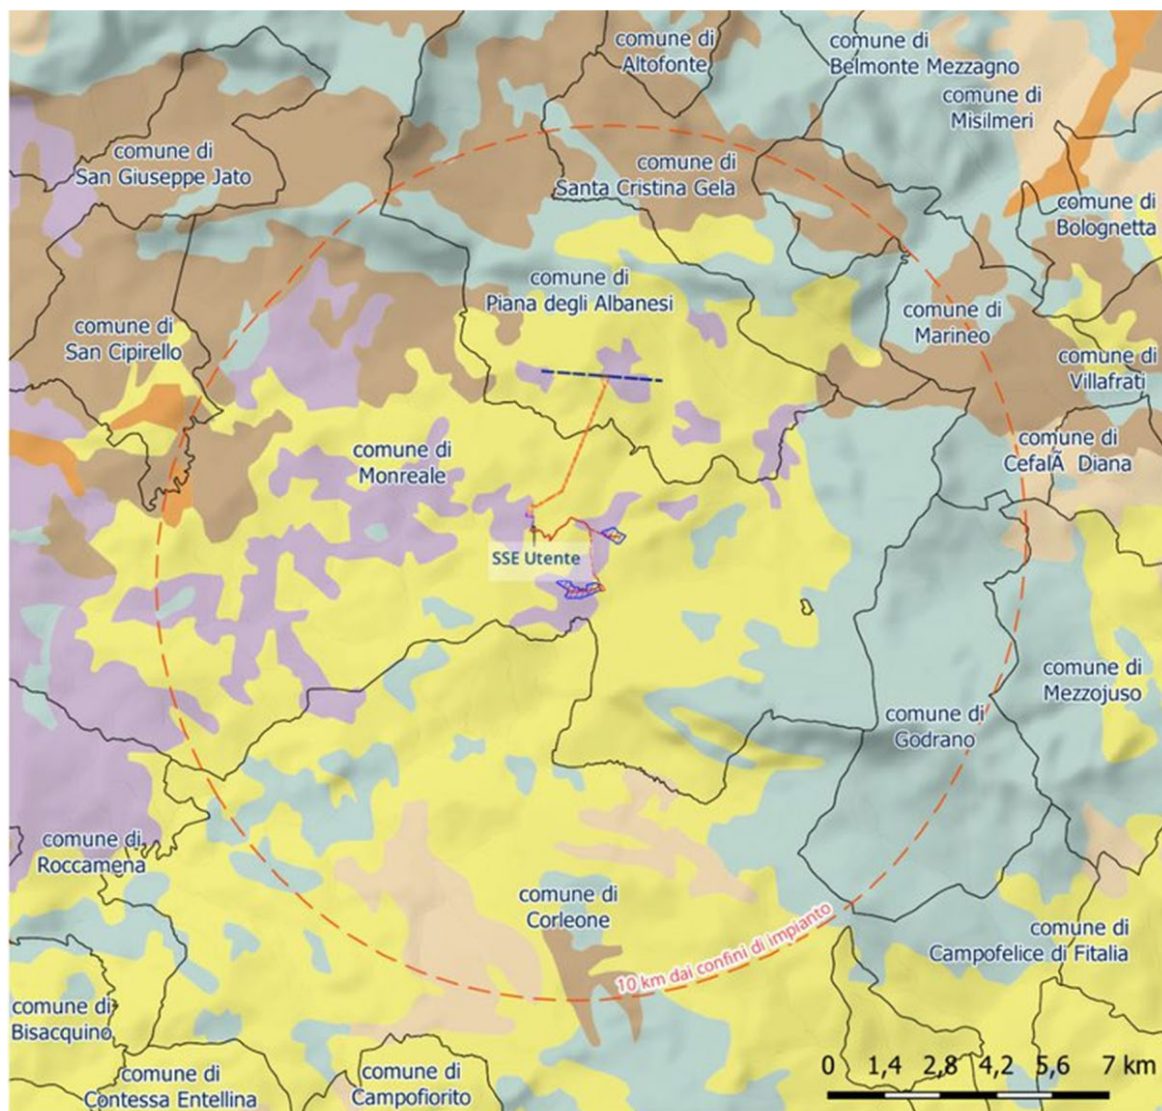 comune di
Altofonte
comune di
Belmonte Mezzagno
comune di
Misilmeri
comune di
San Giuseppe Jato
comune di
Santa Cristina Gela
comune di
Bolognetta
comune di
Piana degli Albanesi
comune di
Marineo
comune di
San Cipirello
comune di
Villafrati
comune di
Monreale
comune di
CefalÃ Diana
SSE Utente
comune di
Mezzojuso
comune di
Godrano
comune di
Roccamena
comune di
Corleone
10 km dai confini di impianto
comune di
Campofelice di Fitalia
comune di
Bisacquino
comune di
Contessa Entellina
comune di
Campofiorito
0 1,4 2,8 4,2 5,6 7 km